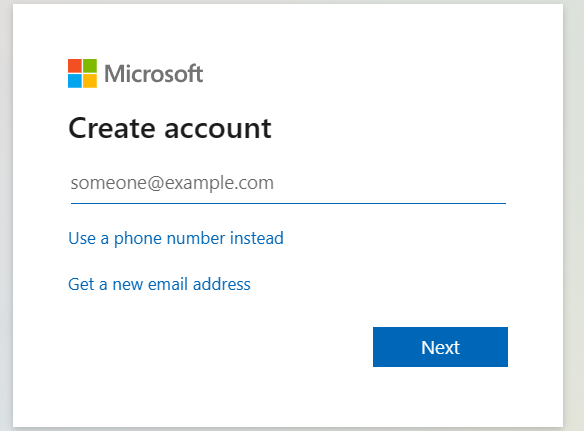 Microsoft
Create account
someone@example.com
Use a phone number instead
Get a new email address
Next